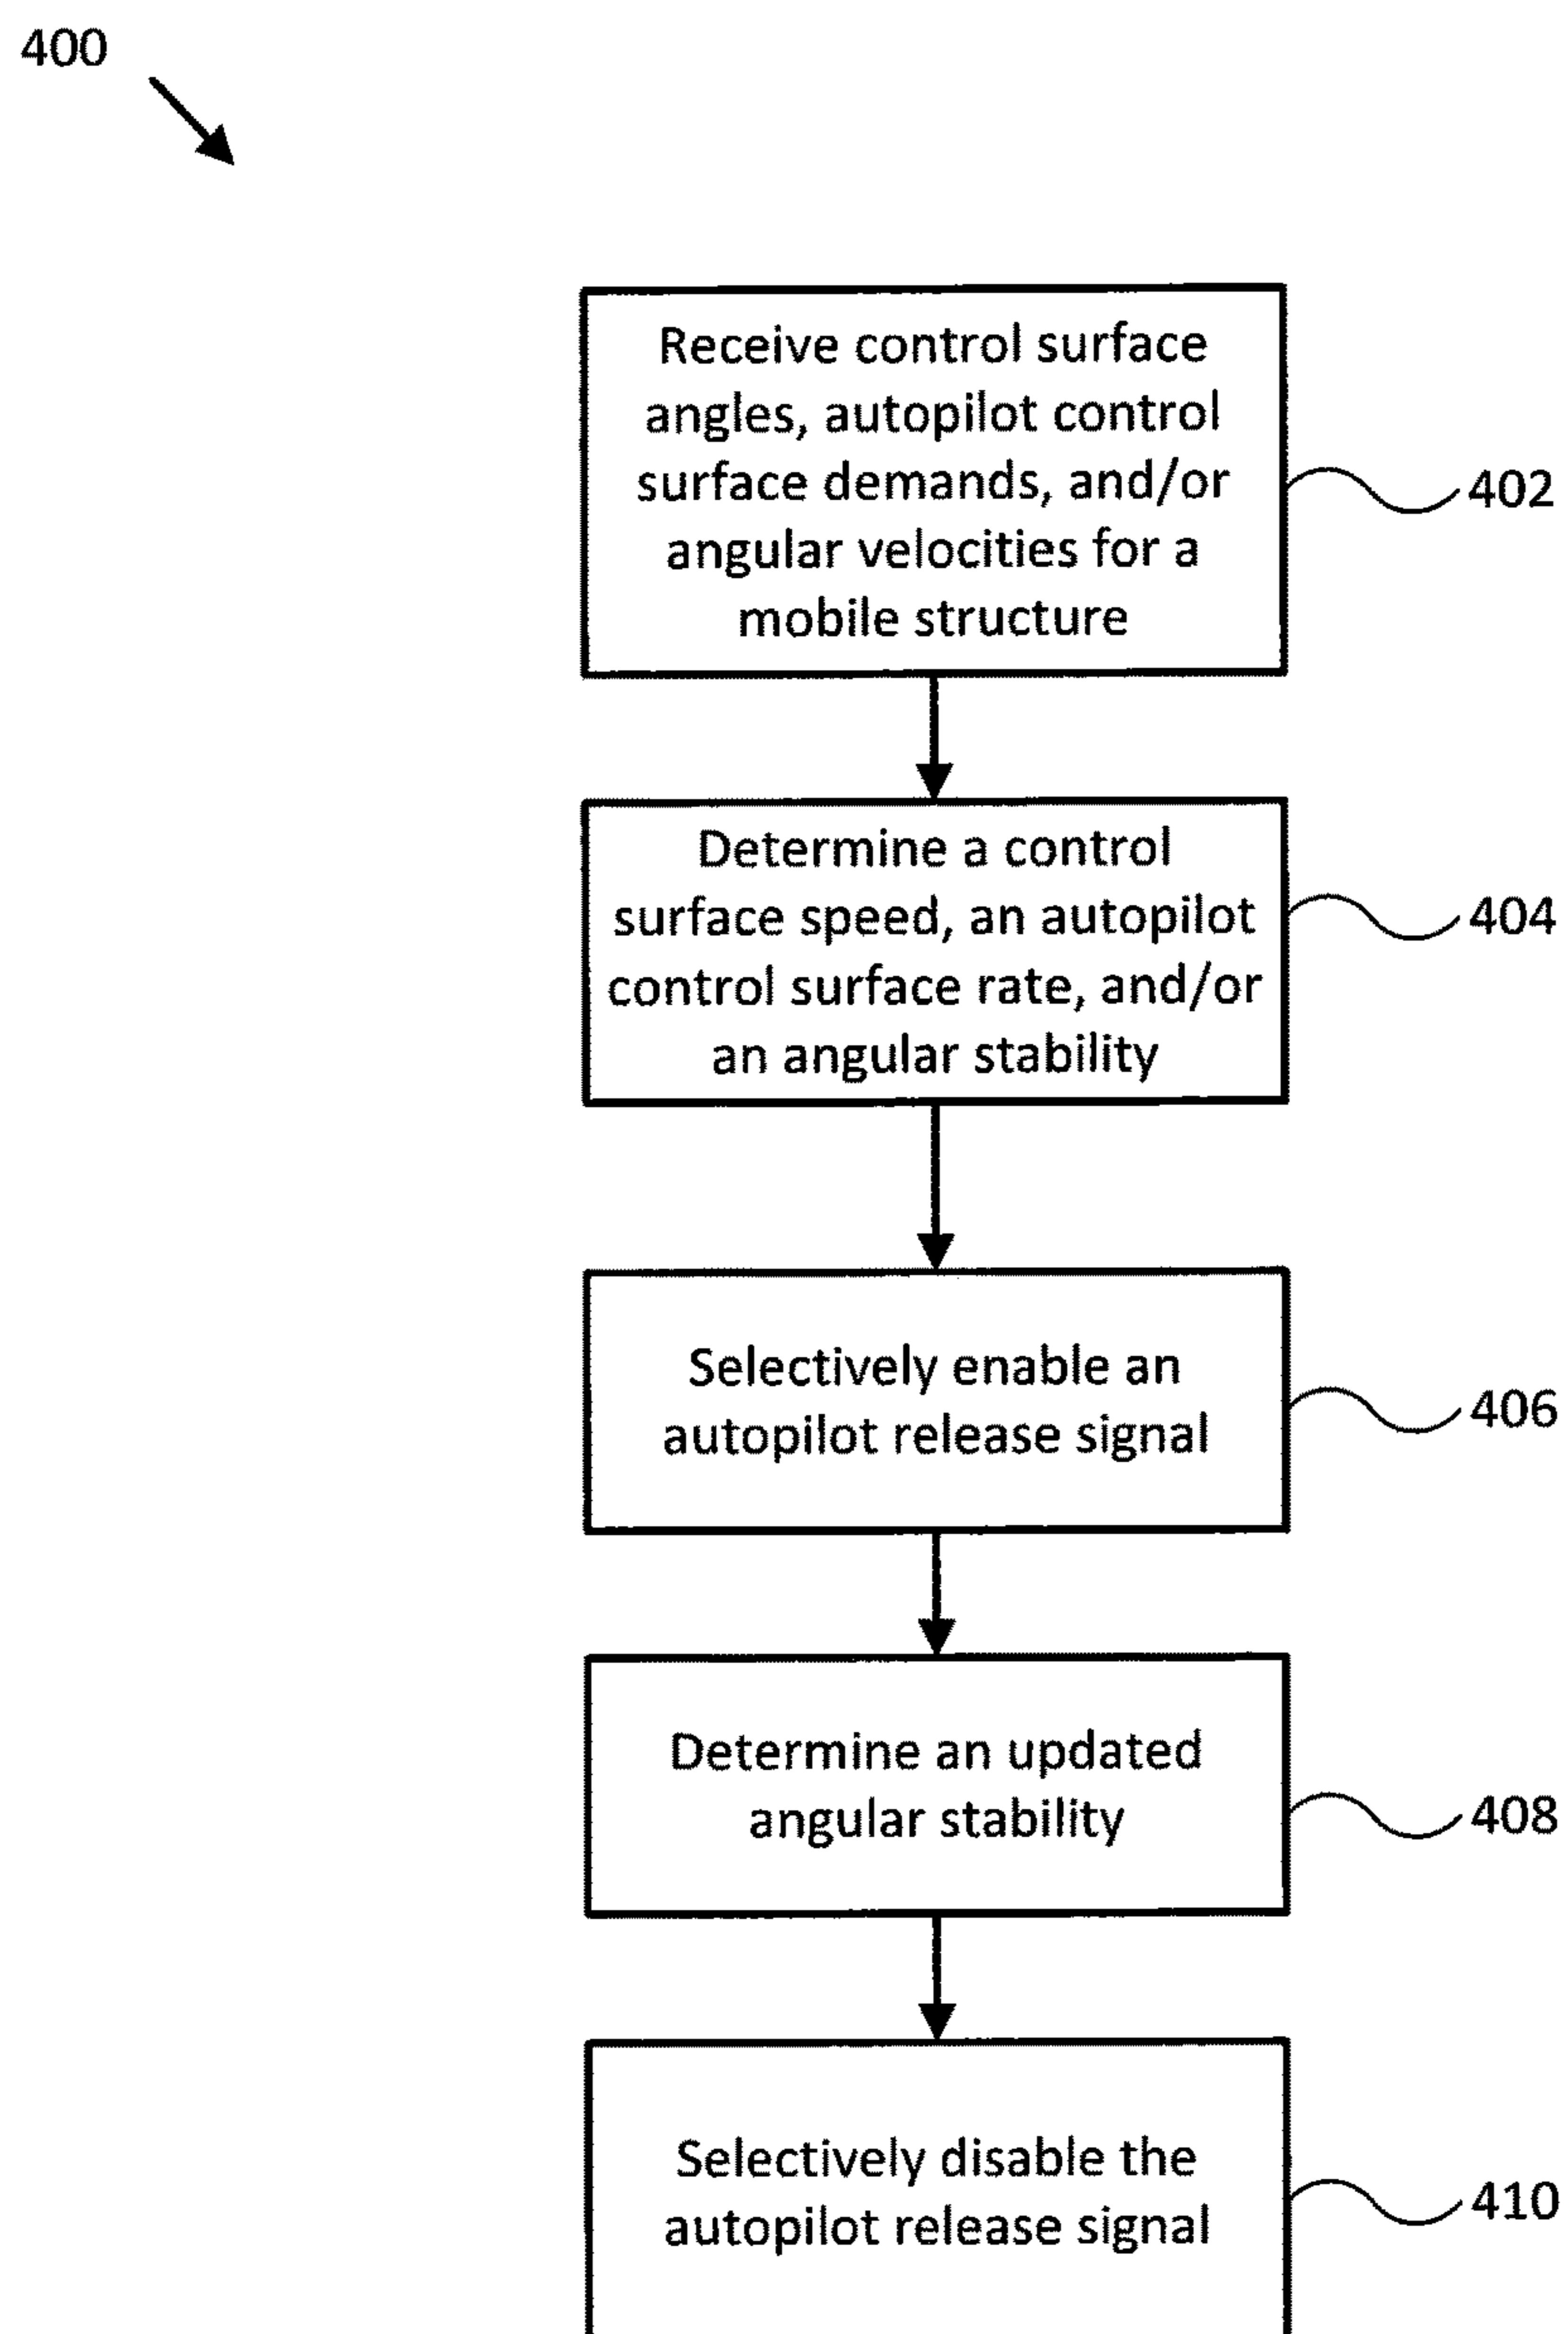 400
Receive control surface
angles, autopilot control
surface demands, and/or
angular velocities for a
mobile structure
402
Determine a control
surface speed, an autopilot
control surface rate, and/or
an angular stability
404
Selectively enable an
autopilot release signal
406
Determine an updated
angular stability
408
Selectively disable the
autopilot release signal
410